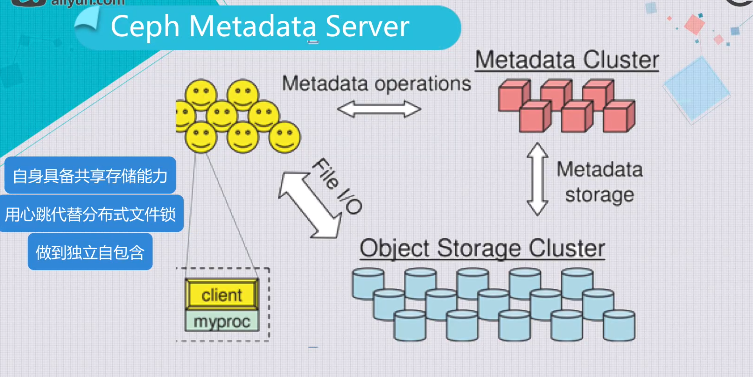 aliyun.com
Ceph Metadata Server
Metadata Cluster
Metadata operations
自身具备共享存储能力
用心跳代替分布式文件锁
做到独立自包含
File I/O
Metadata
storage
Object Storage Cluster
client
myproc